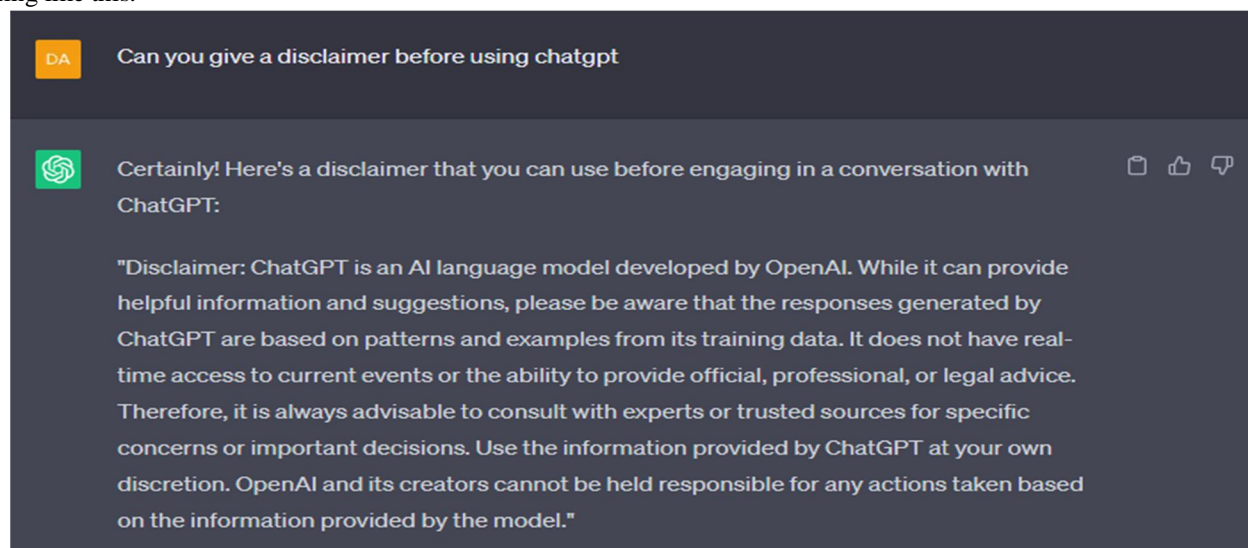 DA
Can you give a disclaimer before using chatgpt
Certainly! Here's a disclaimer that you can use before engaging in a conversation with
ChatGPT:
"Disclaimer: ChatGPT is an AI language model developed by OpenAI. While it can provide
helpful information and suggestions, please be aware that the responses generated by
ChatGPT are based on patterns and examples from its training data. It does not have real-
time access to current events or the ability to provide official, professional, or legal advice.
Therefore, it is always advisable to consult with experts or trusted sources for specific
concerns or important decisions. Use the information provided by ChatGPT at your own
discretion. OpenAI and its creators cannot be held responsible for any actions taken based
on the information provided by the model."